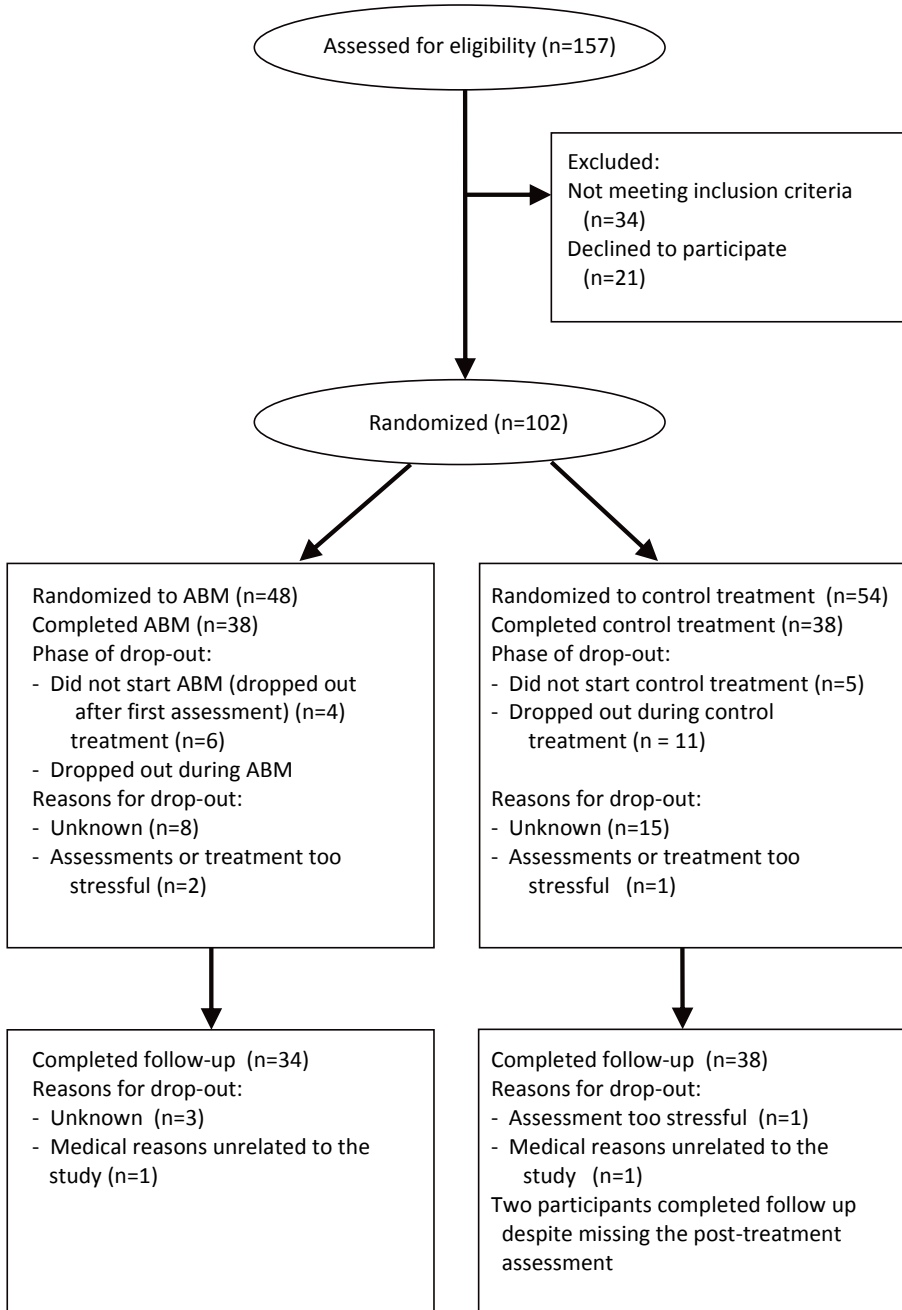 Assessed for eligibility (n=157)
Excluded:
Not meeting inclusion criteria
(n=34)
Declined to participate
(n=21)
Randomized (n=102)
Randomized to ABM (n=48)
Completed ABM (n=38)
Phase of drop-out:
- Did not start ABM (dropped out
after first assessment) (n=4)
treatment (n=6)
- Dropped out during ABM
Reasons for drop-out:
- Unknown (n=8)
- Assessments or treatment too
stressful (n=2)
Randomized to control treatment (n=54)
Completed control treatment (n=38)
Phase of drop-out:
- Did not start control treatment (n=5)
- Dropped out during control
treatment (n = 11)
Reasons for drop-out:
- Unknown (n=15)
- Assessments or treatment too
stressful (n=1)
Completed follow-up (n=34)
Reasons for drop-out:
- Unknown (n=3)
- Medical reasons unrelated to the
study (n=1)
Completed follow-up (n=38)
Reasons for drop-out:
- Assessment too stressful (n=1)
- Medical reasons unrelated to the
study (n=1)
Two participants completed follow up
despite missing the post-treatment
assessment